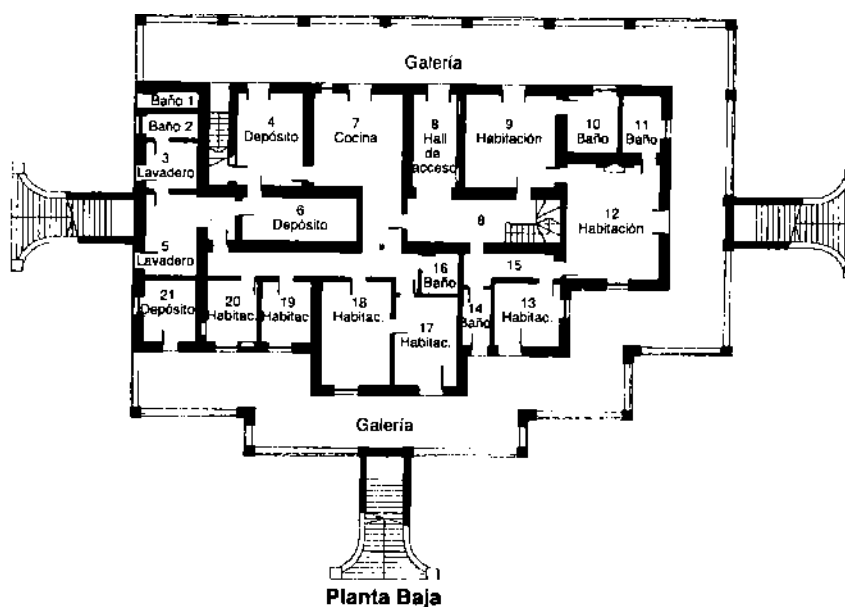 Galería
Baño 1
Baño 2
3
Lavadero
4
Depósito
7
Cocina
8
Hall
de
acceso
9
Habitación
10
Baño
11
Baño
6
Depósito
8
12
Habitación
5
Lavadero
15
16
Baño
21
Depósito
20
Habitac.
19
Habitac
18
Habitac.
17
Habitac.
14
Baño
13
Habitac.
Galería
Planta Baja